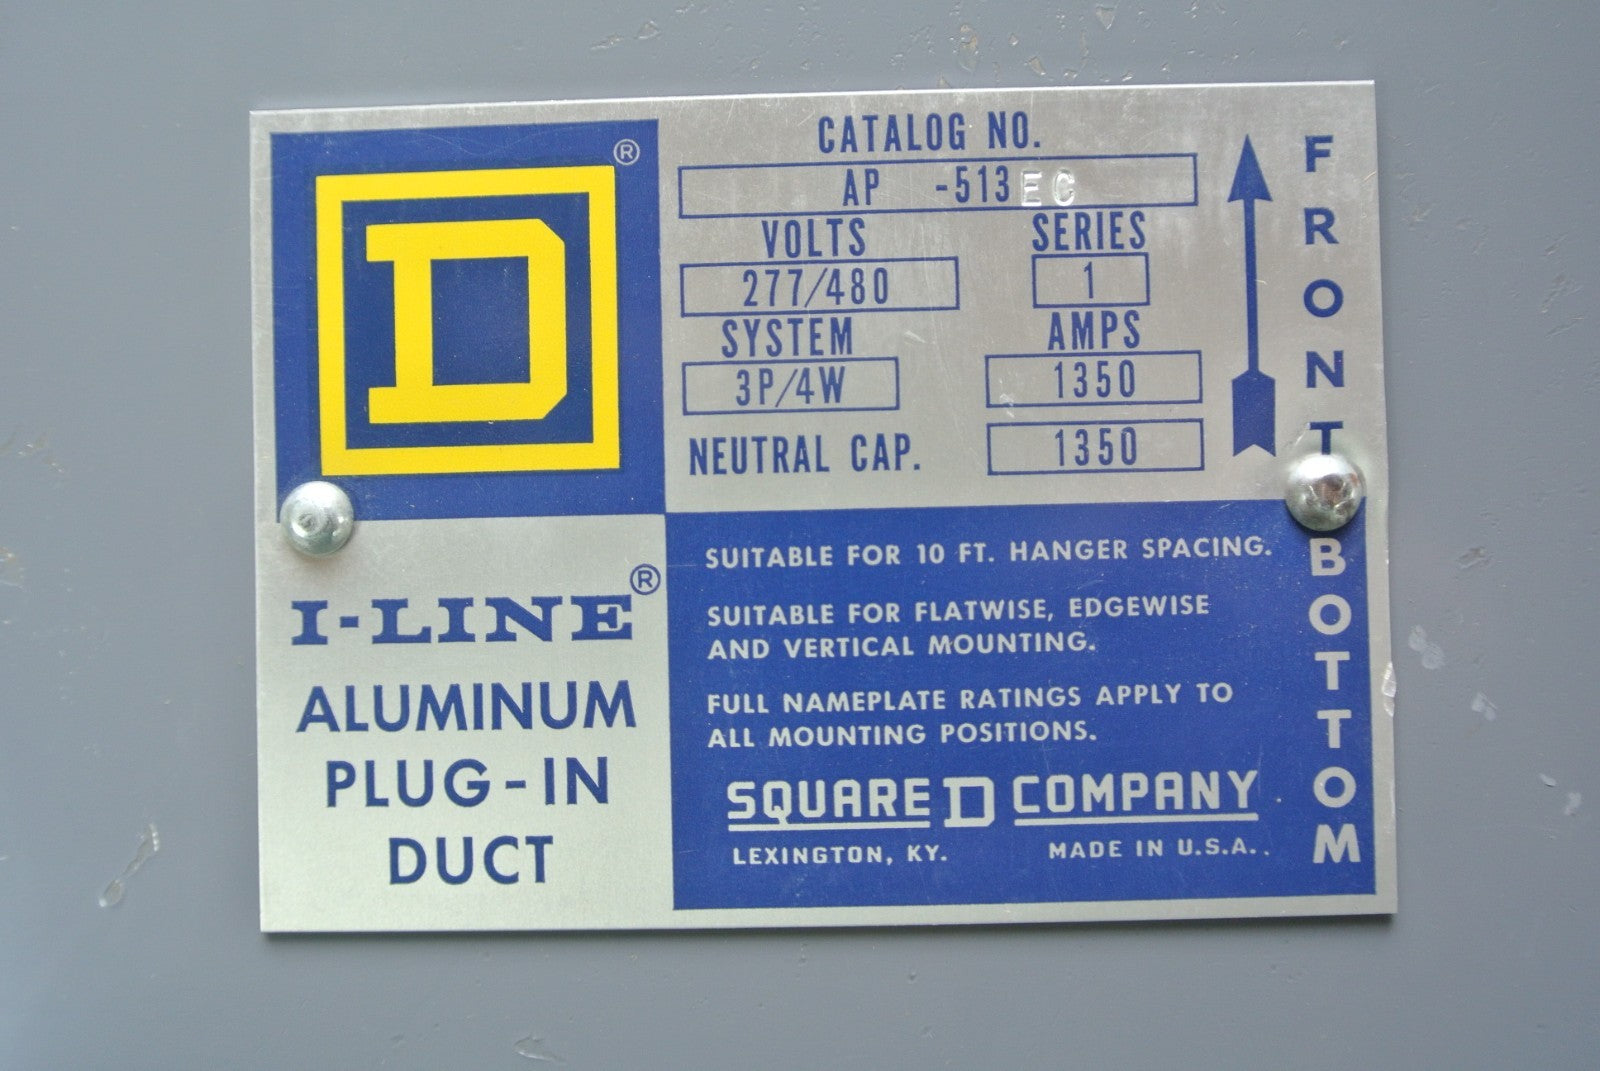 D
®
CATALOG NO.
AP -513EC
VOLTS
277/480
SERIES
1
SYSTEM
3P/4W
AMPS
1350
NEUTRAL CAP.
1350
FRONT
I-LINE®
ALUMINUM
PLUG-IN
DUCT
SUITABLE FOR 10 FT. HANGER SPACING.
SUITABLE FOR FLATWISE, EDGEWISE
AND VERTICAL MOUNTING.
FULL NAMEPLATE RATINGS APPLY TO
ALL MOUNTING POSITIONS.
SQUARE D COMPANY
LEXINGTON, KY. MADE IN U.S.A.
BOTTOM